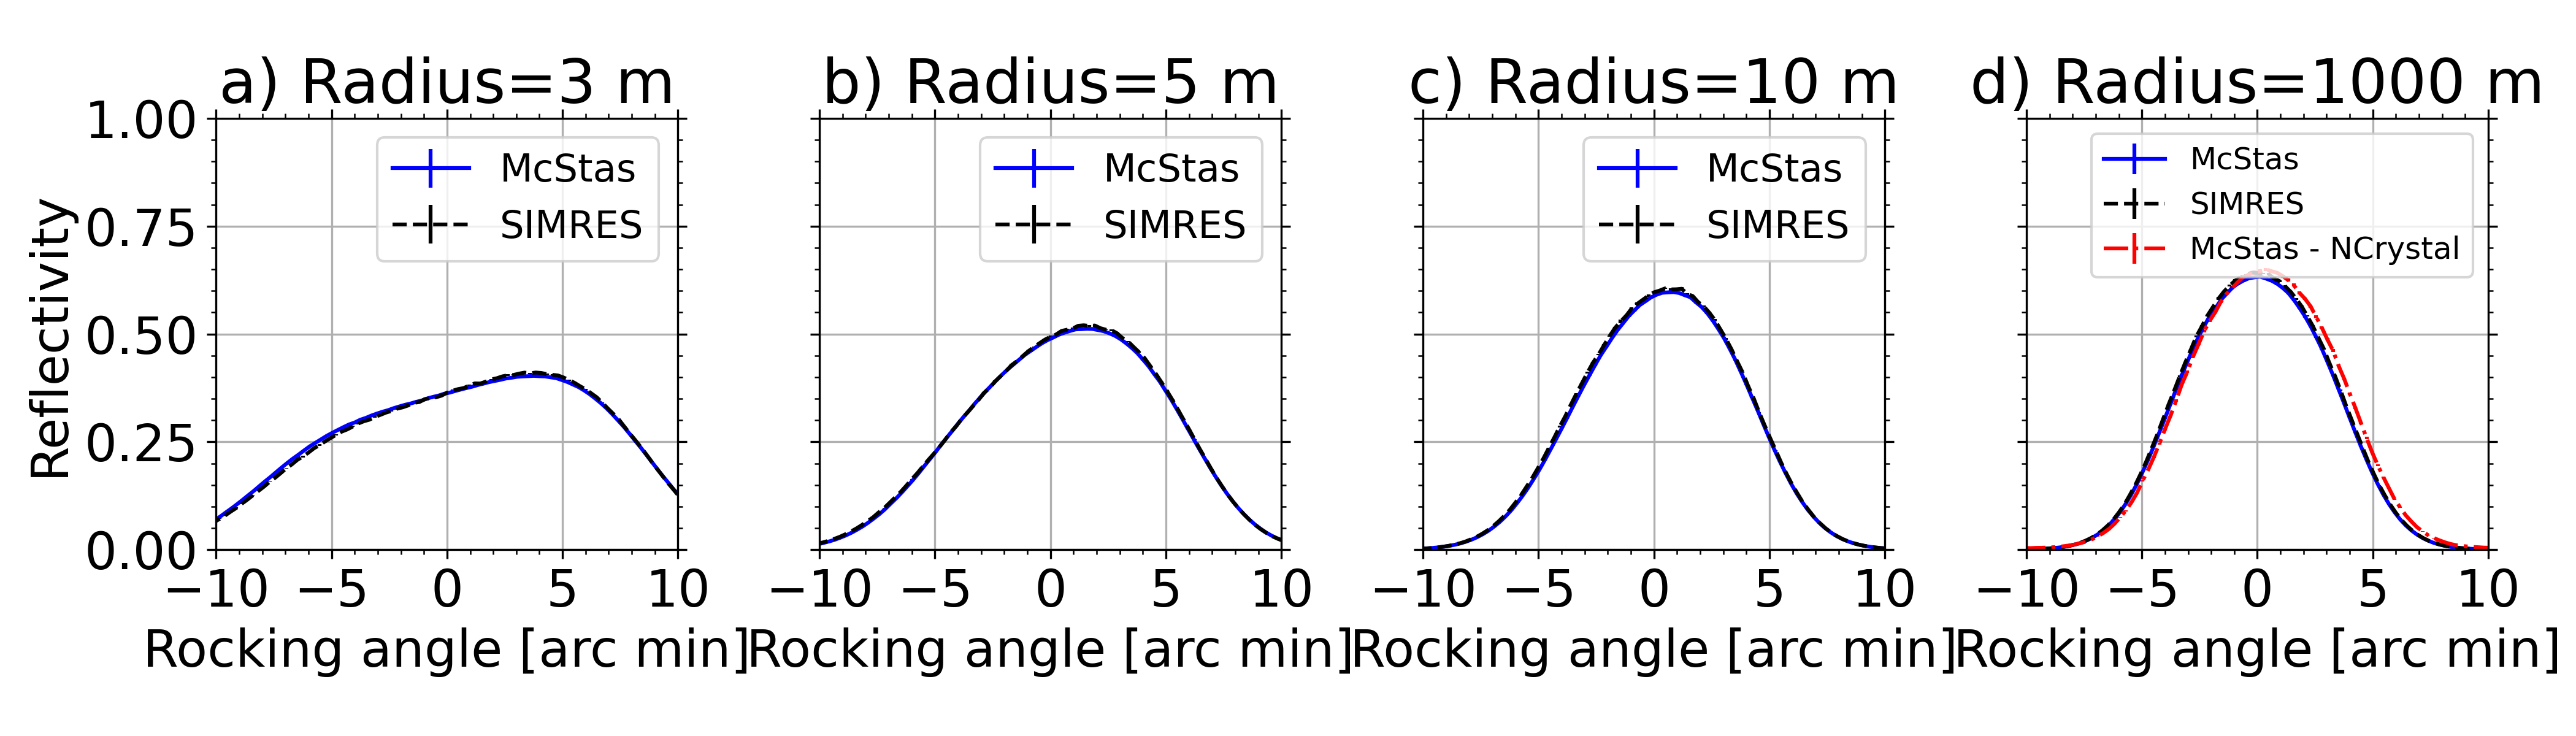 a) Radius=3 m
b) Radius=5 m
c) Radius=10 m
d) Radius=1000 m
Reflectivity
1.00
0.75
0.50
0.25
0.00
McStas
SIMRES
McStas
SIMRES
McStas
SIMRES
McStas
SIMRES
McStas - NCrystal
−10 −5 0 5 10
−10 −5 0 5 10
−10 −5 0 5 10
−10 −5 0 5 10
Rocking angle [arc min]
Rocking angle [arc min]
Rocking angle [arc min]
Rocking angle [arc min]